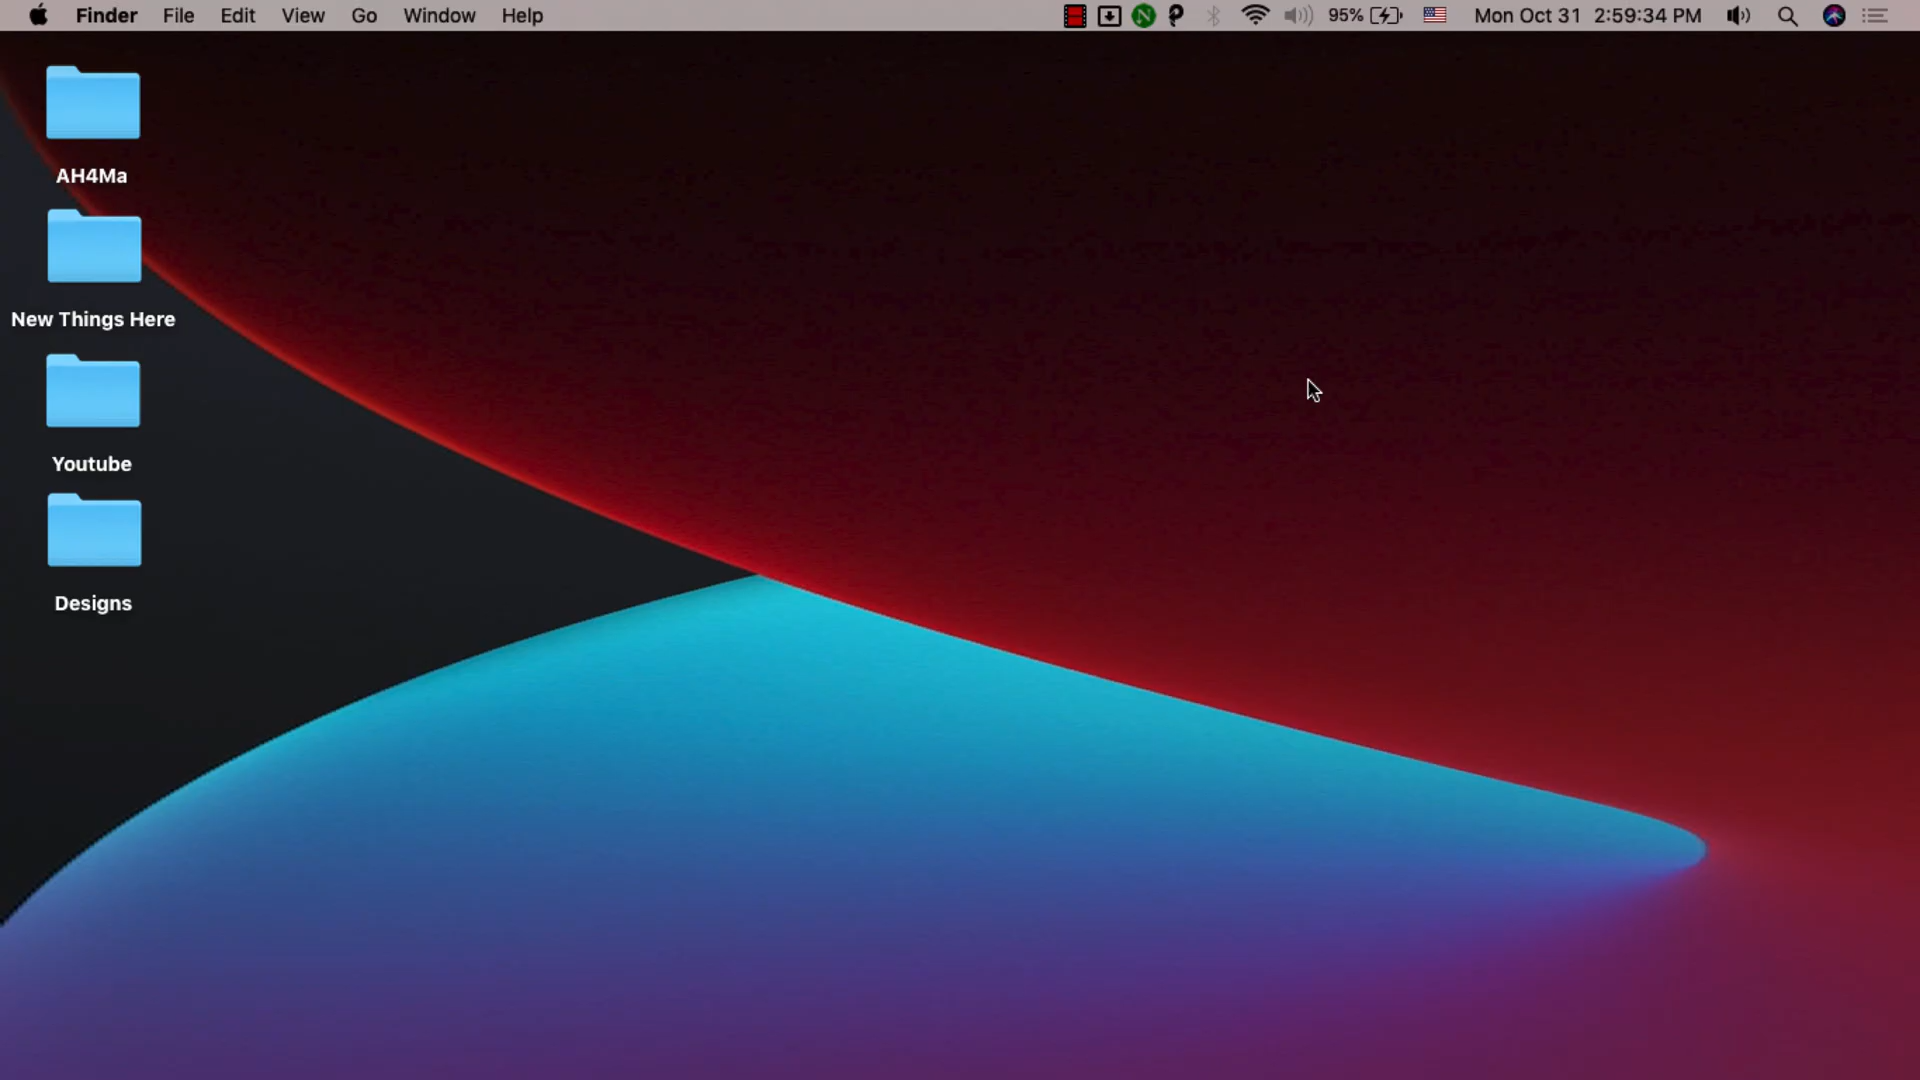 Finder File Edit View Go Window Help 95% Mon Oct 31 2:59:34 PM
AH4Ma
New Things Here
Youtube
Designs